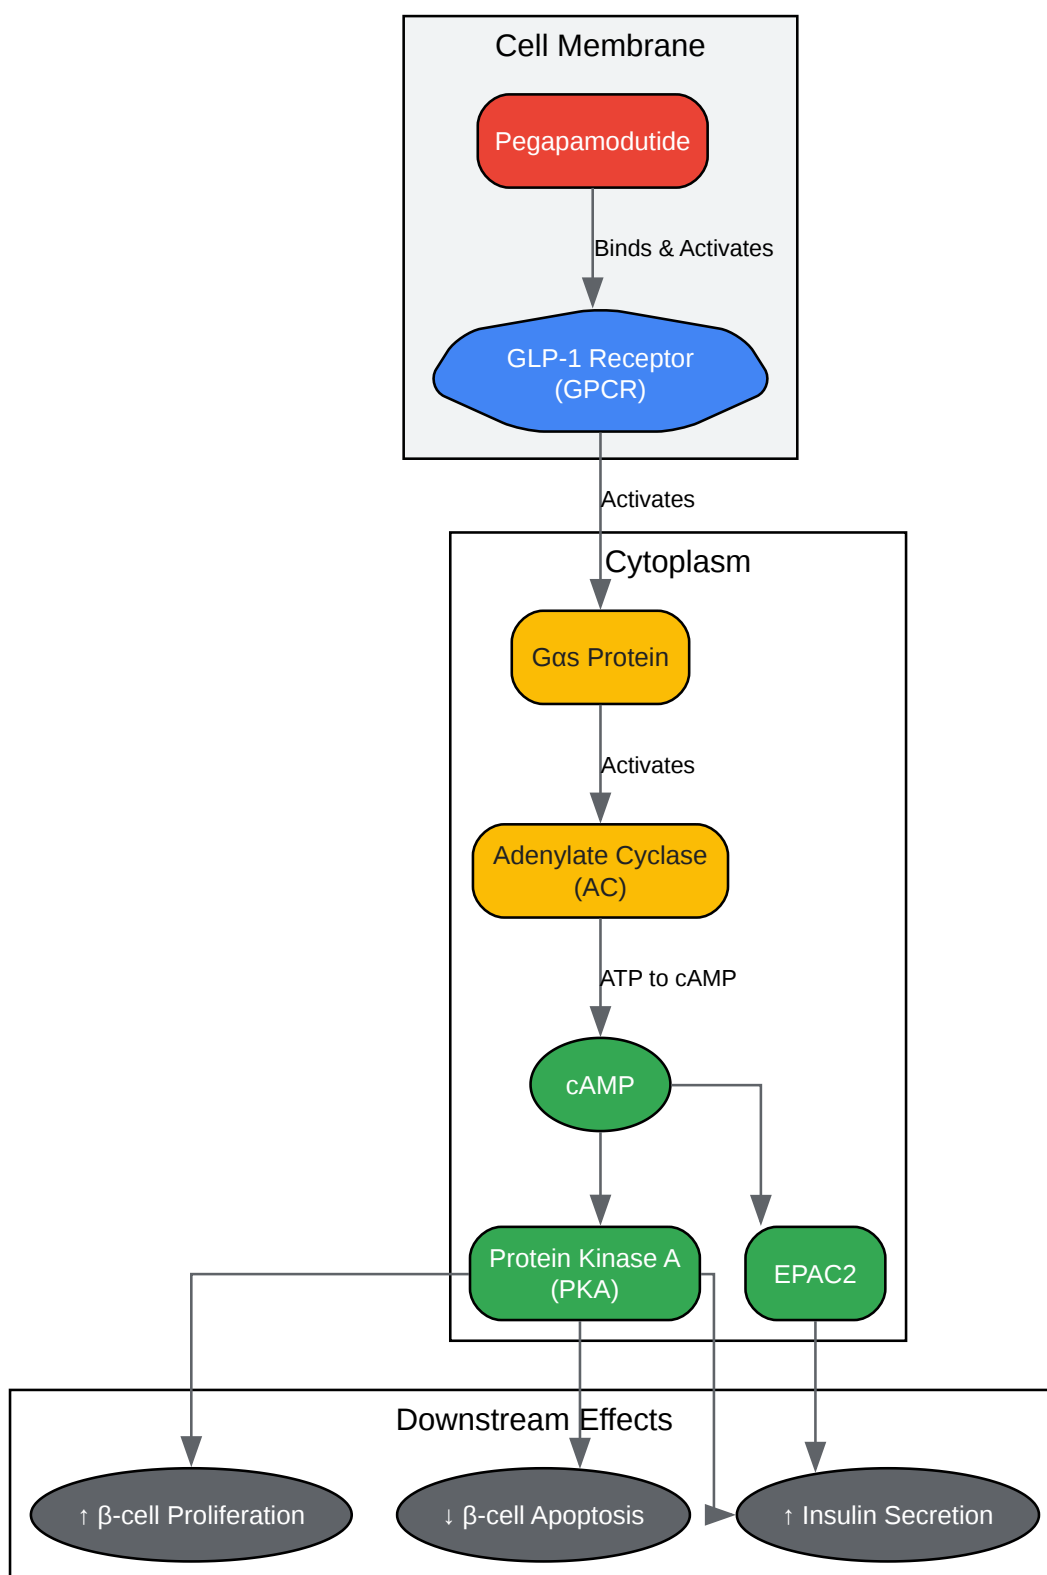 Cell Membrane
Pegapamodutide
Binds & Activates
GLP-1 Receptor
(GPCR)
Activates
Cytoplasm
Gαs Protein
Activates
Adenylate Cyclase
(AC)
ATP to cAMP
cAMP
Protein Kinase A
(PKA)
EPAC2
Downstream Effects
↑ β-cell Proliferation
↓ β-cell Apoptosis
↑ Insulin Secretion